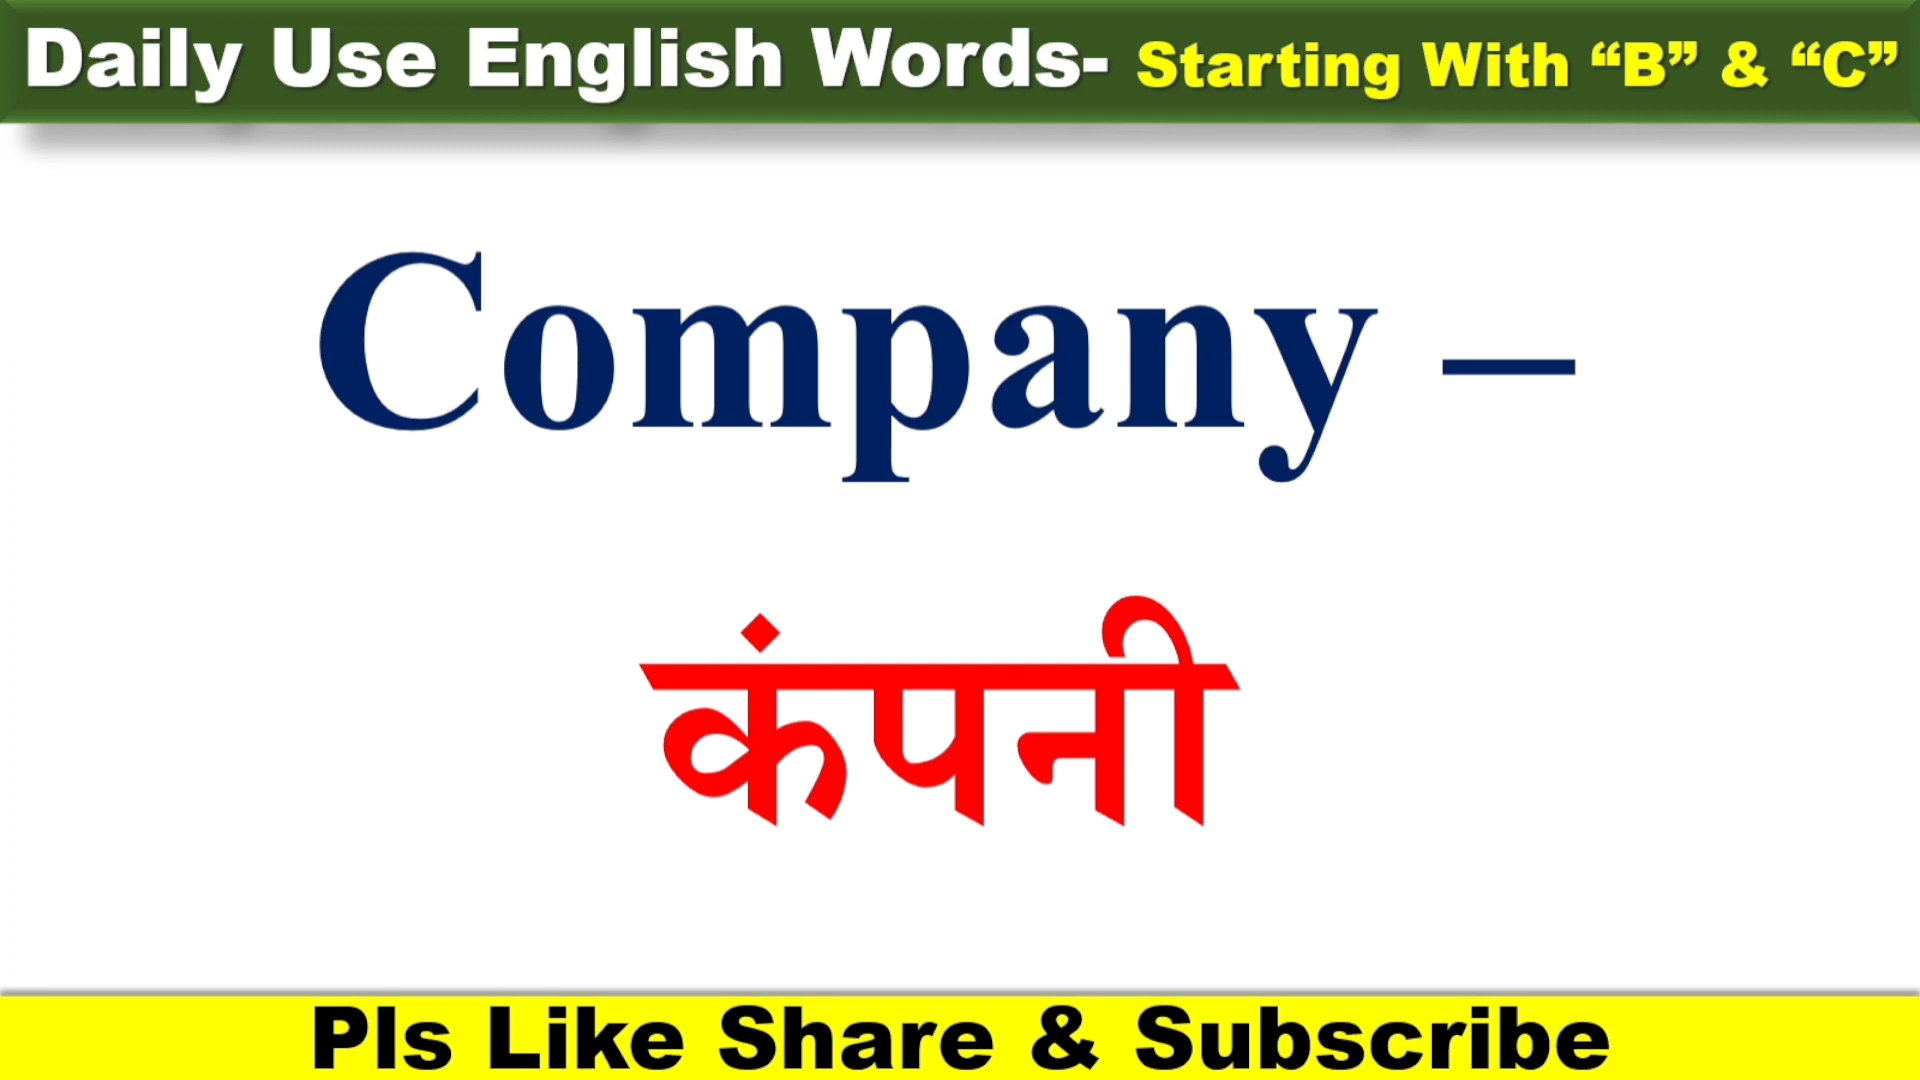 Daily Use English Words- Starting With “B” & “C”
Company –
कंपनी
Pls Like Share & Subscribe